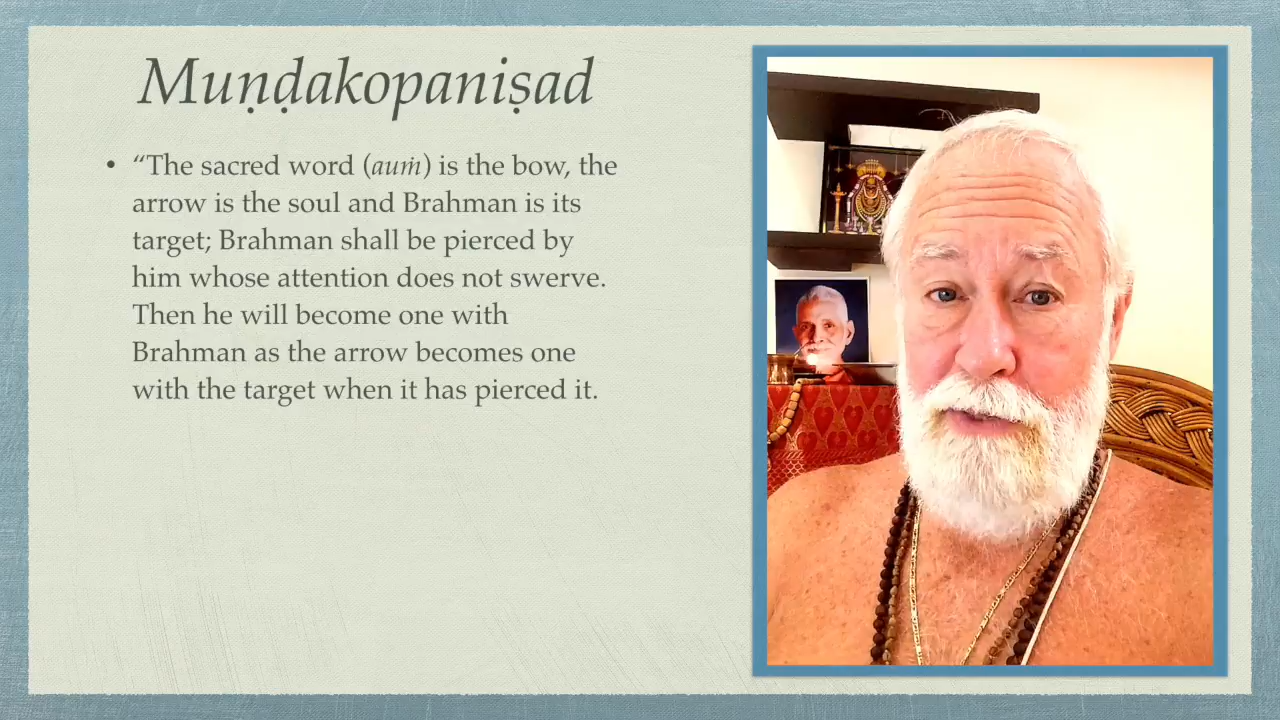 Muṇḍakopaniṣad
• “The sacred word (auṁ) is the bow, the
arrow is the soul and Brahman is its
target; Brahman shall be pierced by
him whose attention does not swerve.
Then he will become one with
Brahman as the arrow becomes one
with the target when it has pierced it.